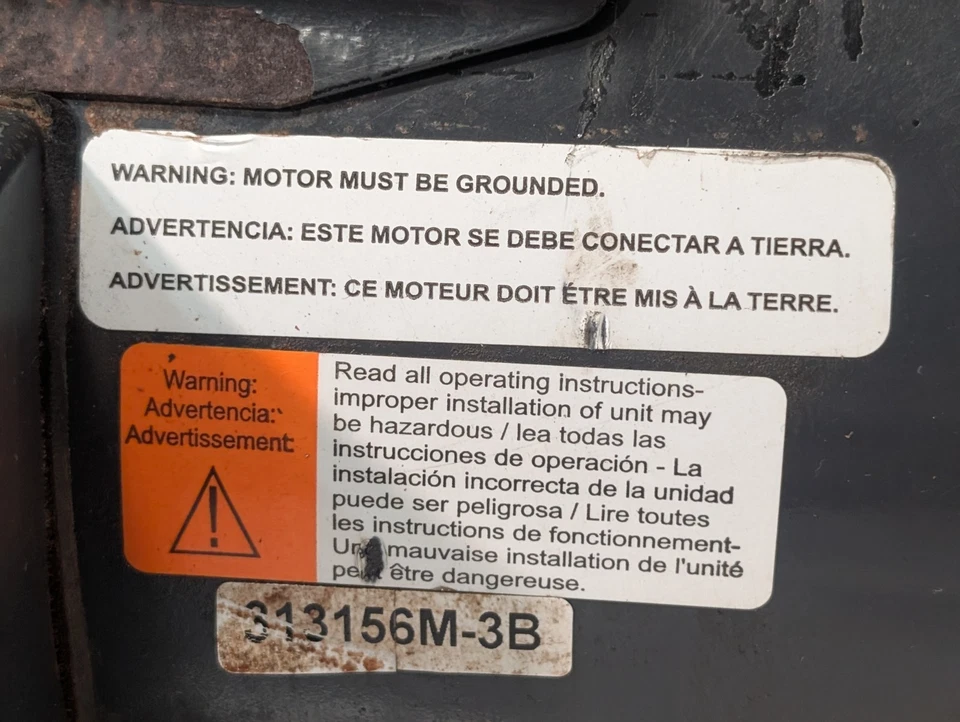 WARNING: MOTOR MUST BE GROUNDED.
ADVERTENCIA: ESTE MOTOR SE DEBE CONECTAR A TIERRA.
ADVERTISSEMENT: CE MOTEUR DOIT ÉTRE MIS À LA TERRE.
Warning:
Advertencia:
Advertissement:
Read all operating instructions-
improper installation of unit may
be hazardous / lea todas las
instrucciones de operación - La
instalación incorrecta de la unidad
puede ser peligrosa / Lire toutes
les instructions de fonctionnement-
mauvaise installation de l'unité
être dangereuse.
313156M-3B